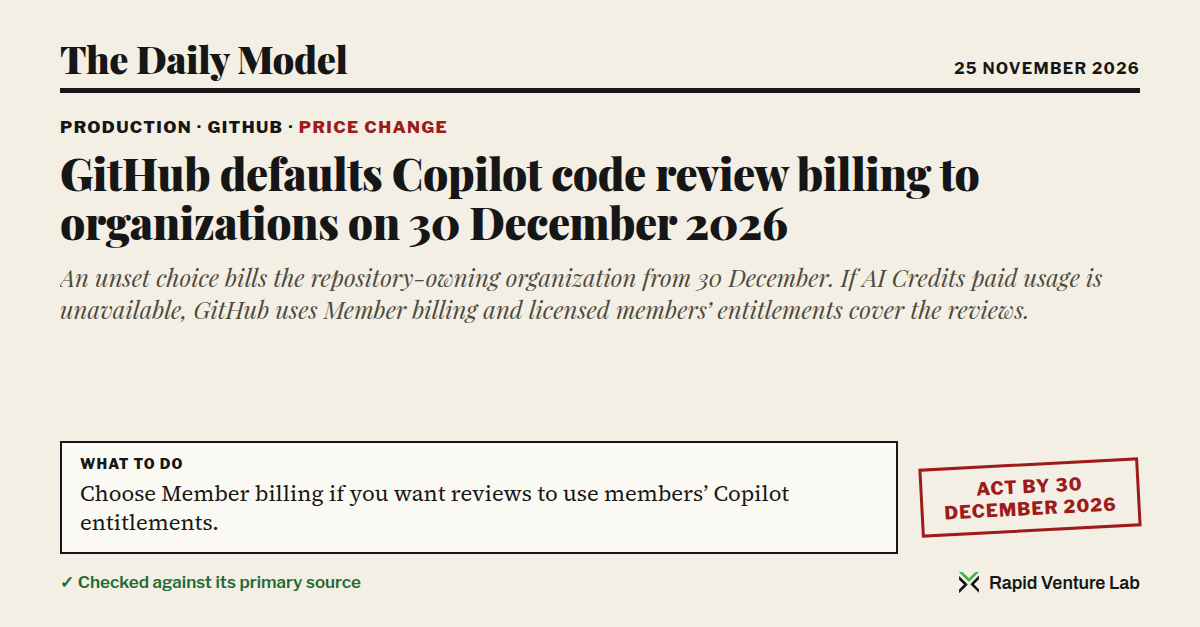 The Daily Model
25 NOVEMBER 2026
PRODUCTION · GITHUB · PRICE CHANGE
GitHub defaults Copilot code review billing to
organizations on 30 December 2026
An unset choice bills the repository-owning organization from 30 December. If AI Credits paid usage is
unavailable, GitHub uses Member billing and licensed members’ entitlements cover the reviews.
WHAT TO DO
Choose Member billing if you want reviews to use members’ Copilot
entitlements.
ACT BY 30
DECEMBER 2026
✓ Checked against its primary source
Rapid Venture Lab